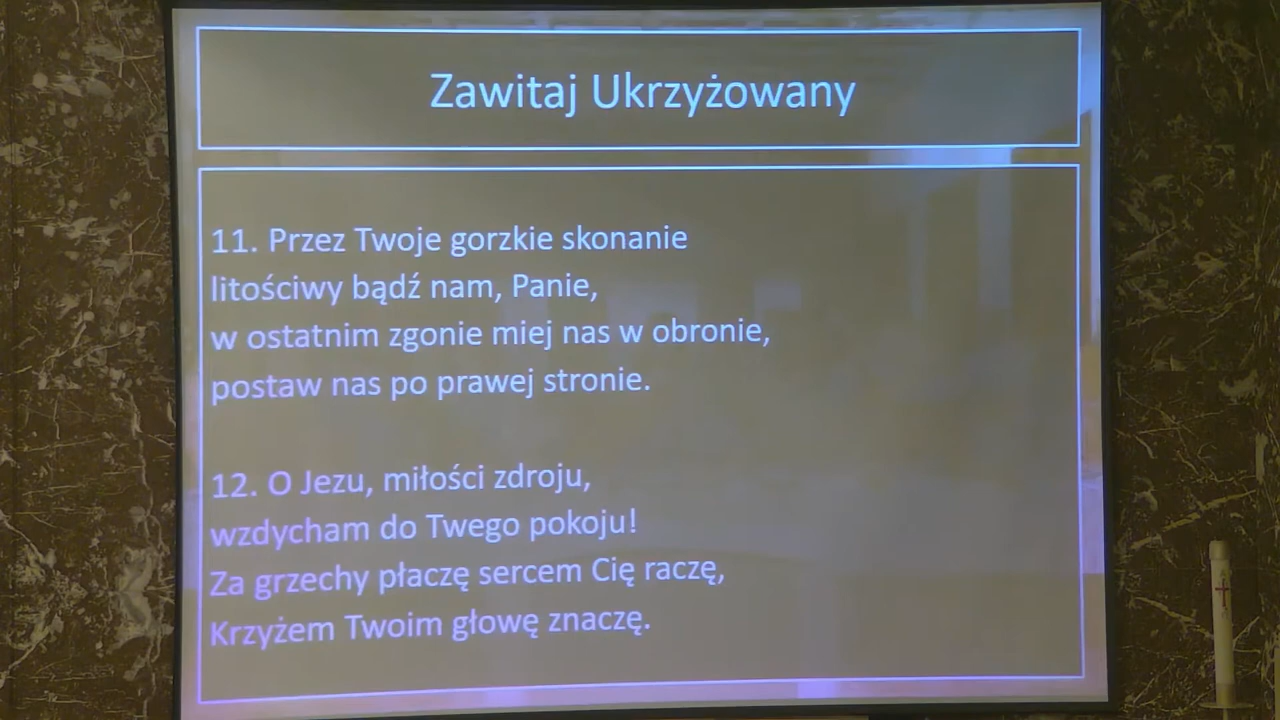 Zawitaj Ukrzyżowany
11. Przez Twoje gorzkie skonanie
litościwy bądź nam, Panie,
w ostatnim zgonie miej nas w obronie,
postaw nas po prawej stronie.
12. O Jezu, miłości zdroju,
wzdycham do Twego pokoju!
Za grzechy płaczę sercem Cię raczę,
Krzyżem Twoim głowę znaczę.